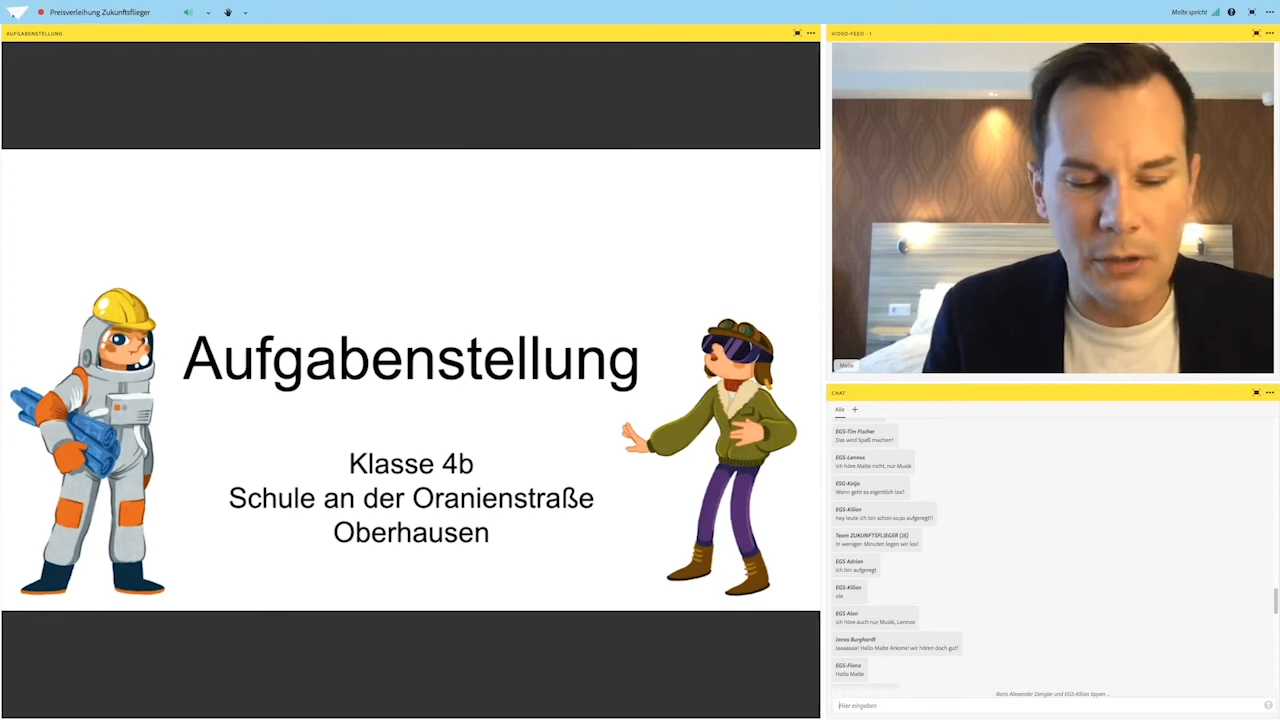 Preisverleihung Zukunftsflieger
Malte spricht
AUFGABENSTELLUNG
VIDEO-FEED - 1
Aufgabenstellung
Klasse 4b
Schule an der Oranienstraße
Oberhausen
Malte
CHAT
Alle
EGS-Tim Fischer
Das wird Spaß machen!
EGS-Lennox
Ich höre Malte nicht, nur Musik
ESG-Kolja
Wann geht es eigentlich los?
EGS-Kilian
hey leute ich bin schon so,so aufgeregt!!
Team ZUKUNFTSFLIEGER (JS)
In wenigen Minuten legen wir los!
EGS Adrian
Ich bin aufgeregt
EGS-Kilian
ole
EGS Alan
ich höre auch nur Musik, Lennox
Jonas Burghardt
Jaaaaaaa! Hallo Malte Arkona! wir hören doch gut!
EGS-Fiona
Hallo Malte
Boris Alexander Dengler und EGS-Kilian tippen ...
Hier eingeben